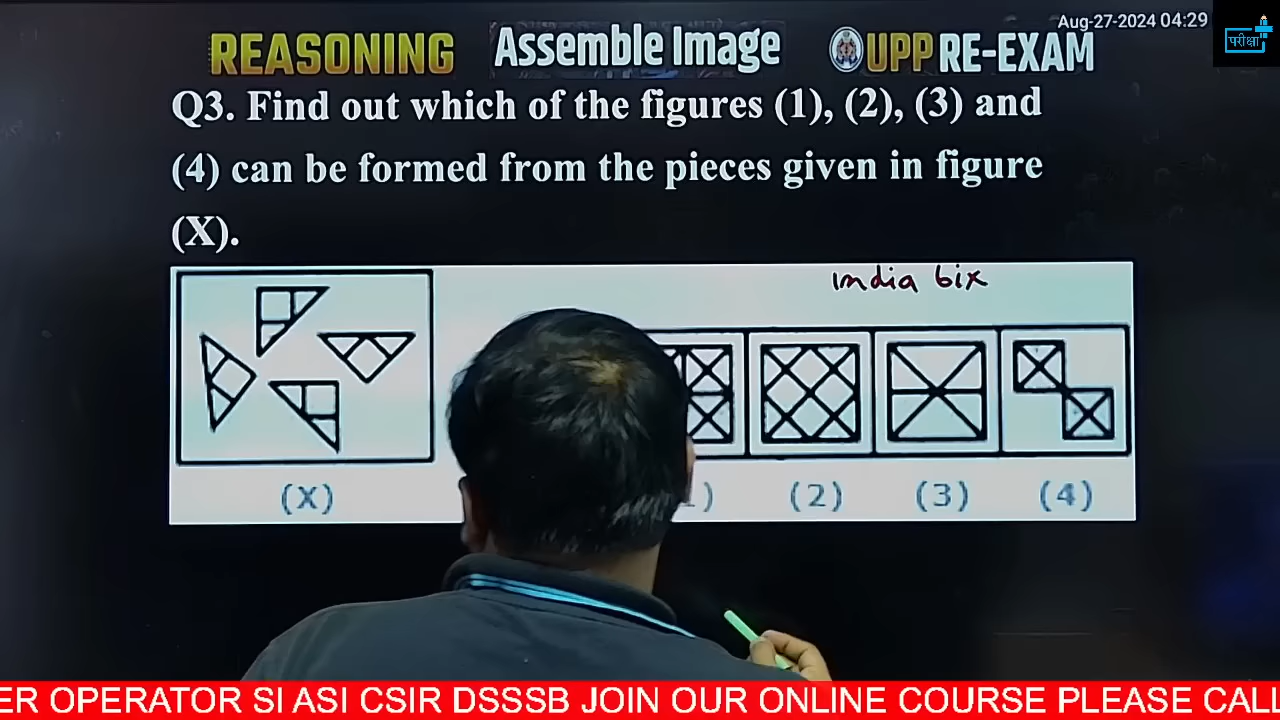 Aug-27-2024 04:29
परीक्षा
REASONING Assemble Image UPP RE-EXAM
Q3. Find out which of the figures (1), (2), (3) and
(4) can be formed from the pieces given in figure
(X).
india bix
(X) (2) (3) (4)
ER OPERATOR SI ASI CSIR DSSSB JOIN OUR ONLINE COURSE PLEASE CALL